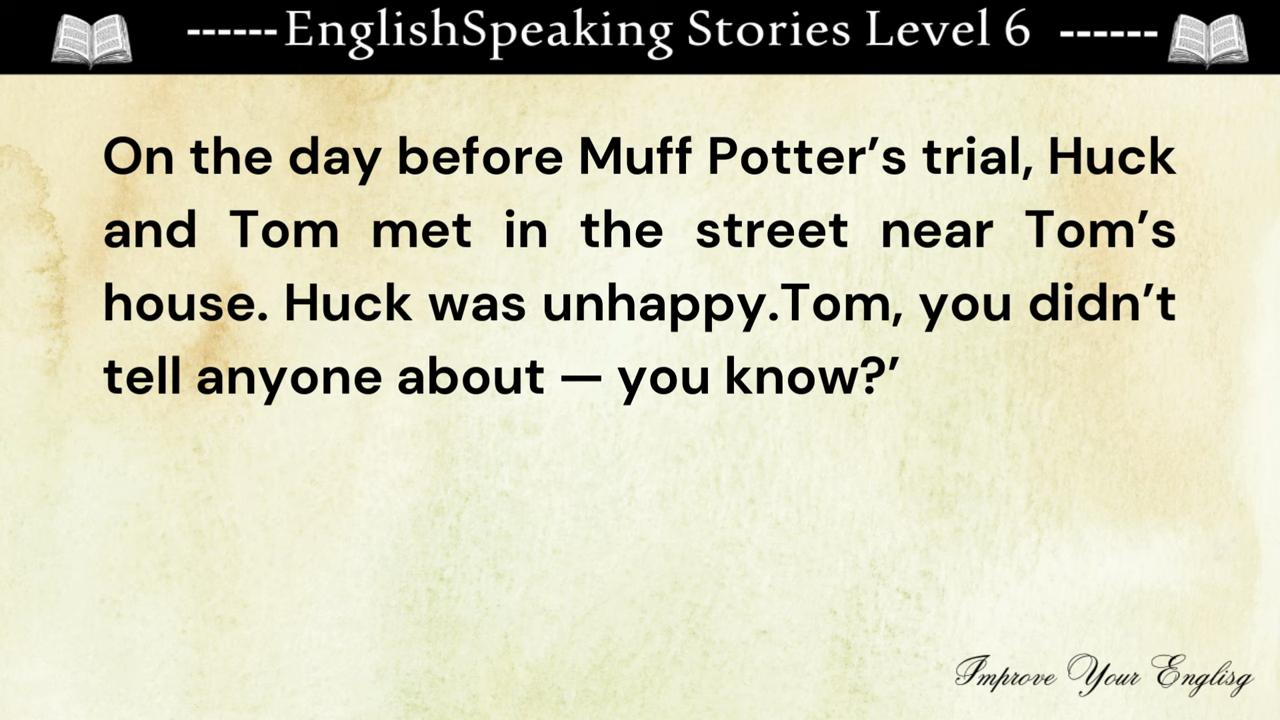 ------EnglishSpeaking Stories Level 6 ------
On the day before Muff Potter’s trial, Huck
and Tom met in the street near Tom’s
house. Huck was unhappy.Tom, you didn’t
tell anyone about — you know?’
Improve Your Englisg